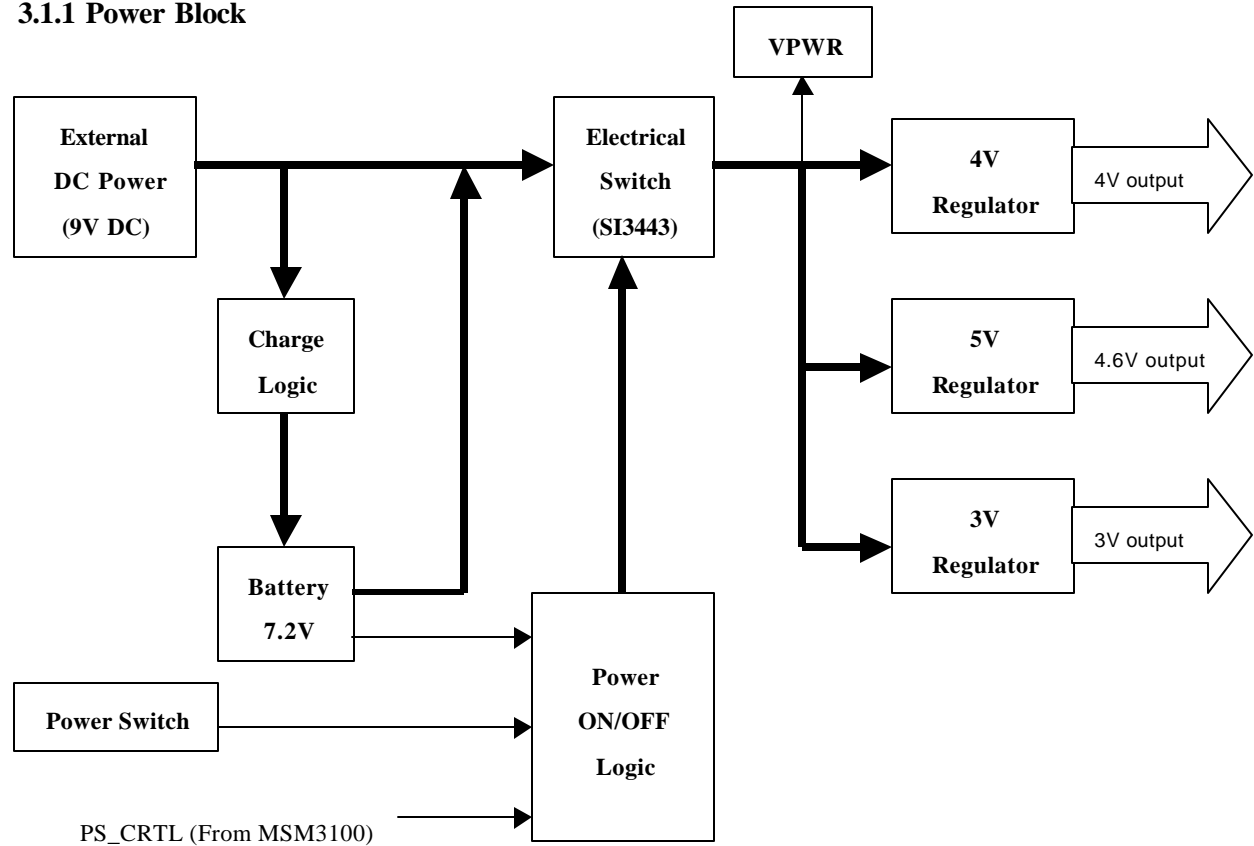 3.1.1 Power Block
VPWR
External
DC Power
(9V DC)
Electrical
Switch
(SI3443)
4V
Regulator
4V output
Charge
Logic
5V
Regulator
4.6V output
3V
Regulator
3V output
Battery
7.2V
Power
ON/OFF
Logic
Power Switch
PS_CRTL (From MSM3100)